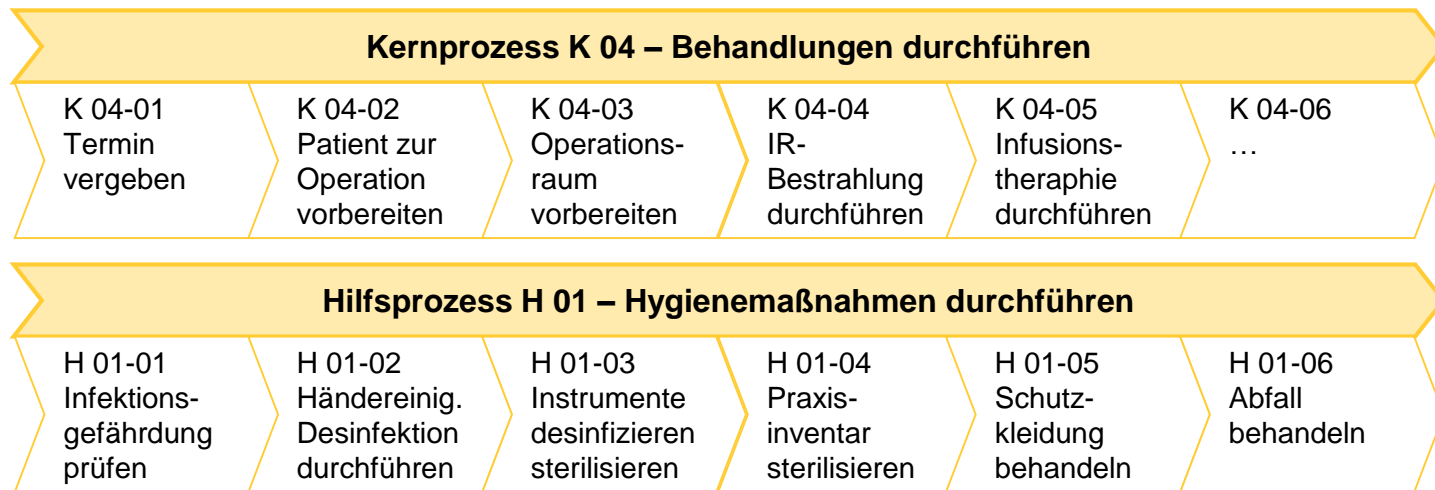 Kernprozess K 04 – Behandlungen durchführen
K 04-01
Termin
vergeben
K 04-02
Patient zur
Operation
vorbereiten
K 04-03
Operations-
raum
vorbereiten
K 04-04
IR-
Bestrahlung
durchführen
K 04-05
Infusions-
theraphie
durchführen
K 04-06
…
Hilfsprozess H 01 – Hygienemaßnahmen durchführen
H 01-01
Infektions-
gefährdung
prüfen
H 01-02
Händereinig.
Desinfektion
durchführen
H 01-03
Instrumente
desinfizieren
sterilisieren
H 01-04
Praxis-
inventar
sterilisieren
H 01-05
Schutz-
kleidung
behandeln
H 01-06
Abfall
behandeln